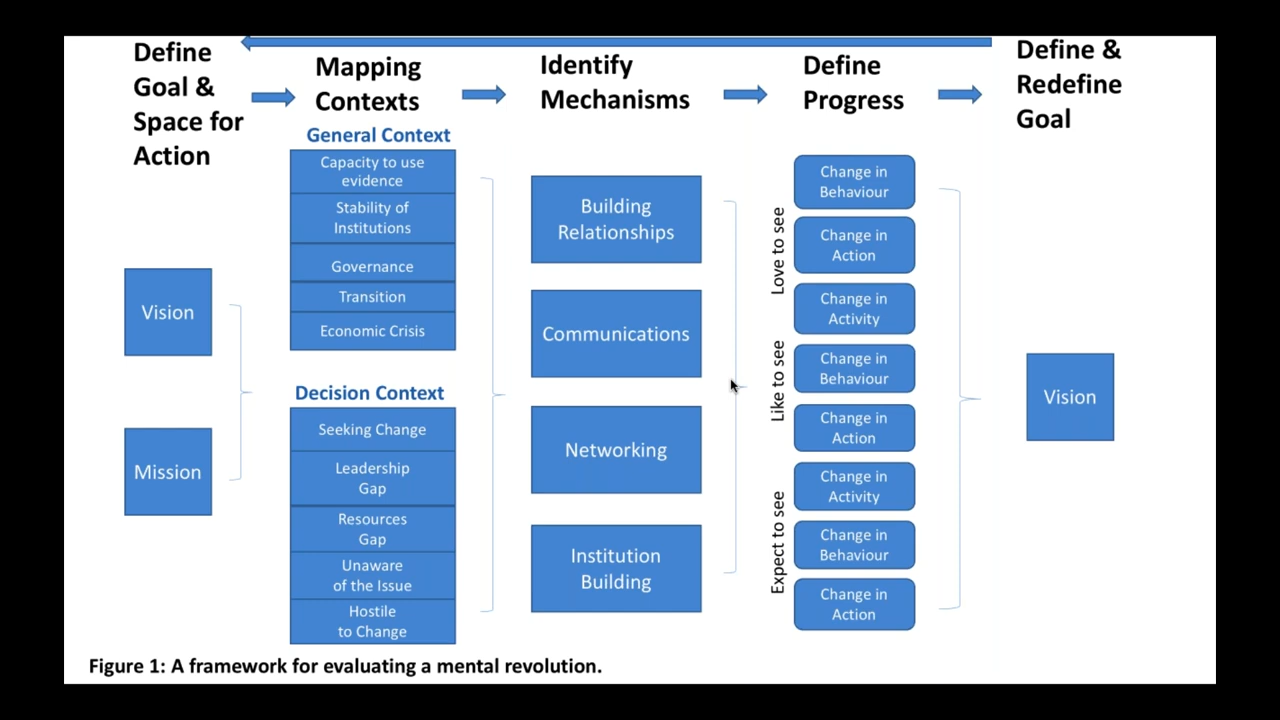 Define
Goal &
Space for
Action
Mapping
Contexts
Identify
Mechanisms
Define
Progress
Define &
Redefine
Goal
Vision
Mission
General Context
Capacity to use
evidence
Stability of
Institutions
Governance
Transition
Economic Crisis
Decision Context
Seeking Change
Leadership
Gap
Resources
Gap
Unaware
of the Issue
Hostile
to Change
Building
Relationships
Communications
Networking
Institution
Building
Love to see
Like to see
Expect to see
Change in
Behaviour
Change in
Action
Change in
Activity
Change in
Behaviour
Change in
Action
Change in
Activity
Change in
Behaviour
Change in
Action
Vision
Figure 1: A framework for evaluating a mental revolution.